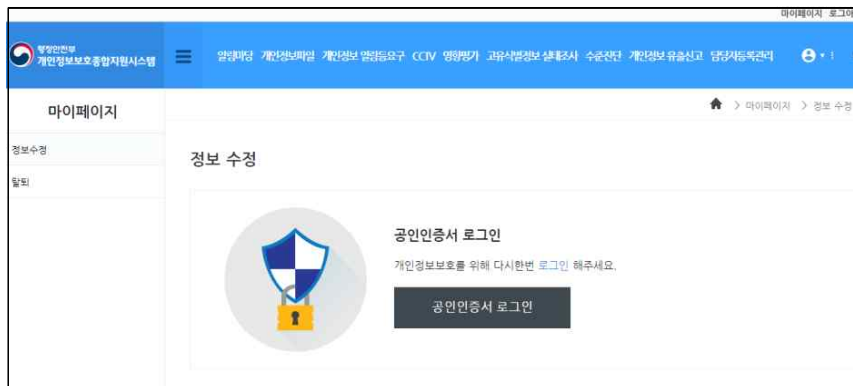 마이페이지 로그아
행정안전부
개인정보보호종합지원시스템
알림마당 개인정보파일 개인정보 열람등요구 CCTV 영향평가 고유식별정보 실태조사 수준진단 개인정보 유출신고 담당자등록관리
마이페이지
> 마이페이지 > 정보 수정
정보수정
탈퇴
정보 수정
공인인증서 로그인
개인정보보호를 위해 다시한번 로그인 해주세요.
공인인증서 로그인